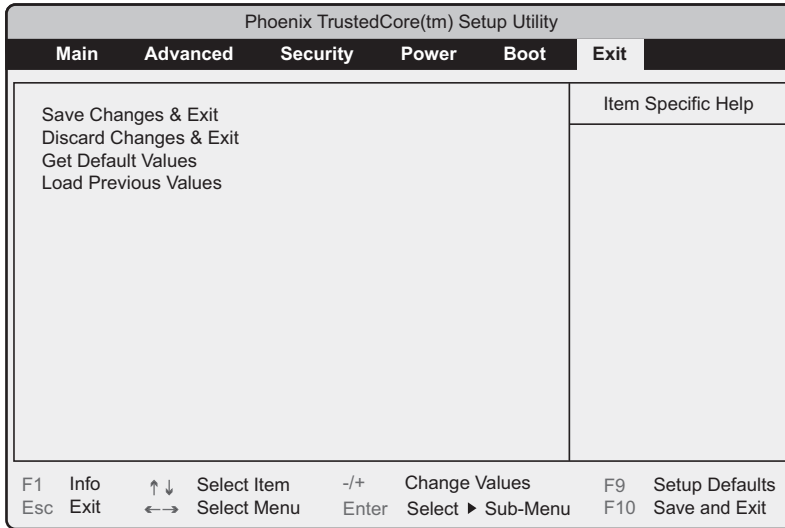 Phoenix TrustedCore(tm) Setup Utility
Main Advanced Security Power Boot Exit
Save Changes & Exit
Discard Changes & Exit
Get Default Values
Load Previous Values
Item Specific Help
F1 Info ↑↓ Select Item -/+ Change Values F9 Setup Defaults
Esc Exit ←→ Select Menu Enter Select ▶ Sub-Menu F10 Save and Exit